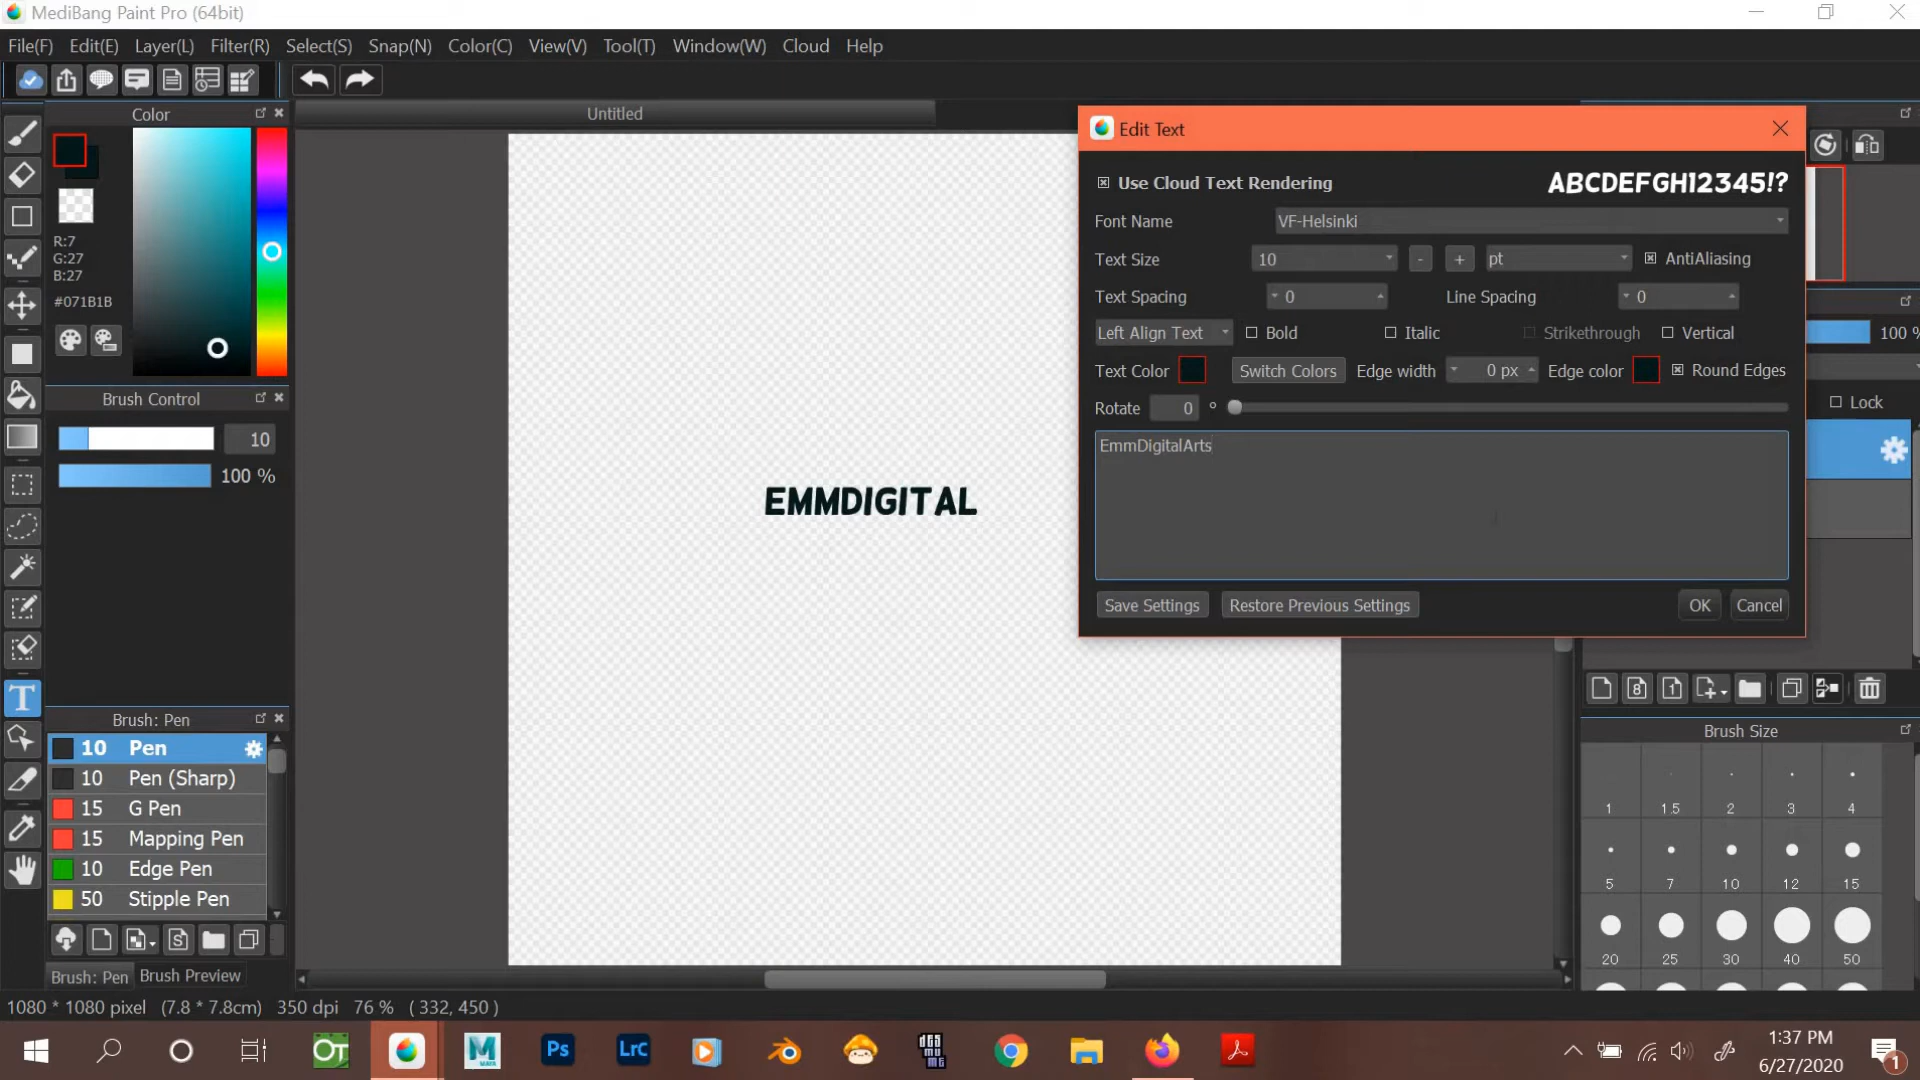 MediBang Paint Pro (64bit)
File(F) Edit(E) Layer(L) Filter(R) Select(S) Snap(N) Color(C) View(V) Tool(T) Window(W) Cloud Help
Color
Untitled
R:7
G:27
B:27
#071B1B
Brush Control
10
100 %
Brush: Pen
10 Pen
10 Pen (Sharp)
15 G Pen
15 Mapping Pen
10 Edge Pen
50 Stipple Pen
Brush: Pen Brush Preview
EMMDIGITAL
Edit Text
Use Cloud Text Rendering ABCDEFGH12345!?
Font Name VF-Helsinki
Text Size 10 - + pt AntiAliasing
Text Spacing 0 Line Spacing 0
Left Align Text Bold Italic Strikethrough Vertical
Text Color Switch Colors Edge width 0 px Edge color Round Edges
Rotate 0 °
EmmDigitalArts
Save Settings Restore Previous Settings OK Cancel
100 %
Lock
8 1
Brush Size
1 1.5 2 3 4
5 7 10 12 15
20 25 30 40 50
1080 * 1080 pixel (7.8 * 7.8cm) 350 dpi 76 % ( 332, 450 )
OT
M
Ps
LrC
1:37 PM
6/27/2020
1